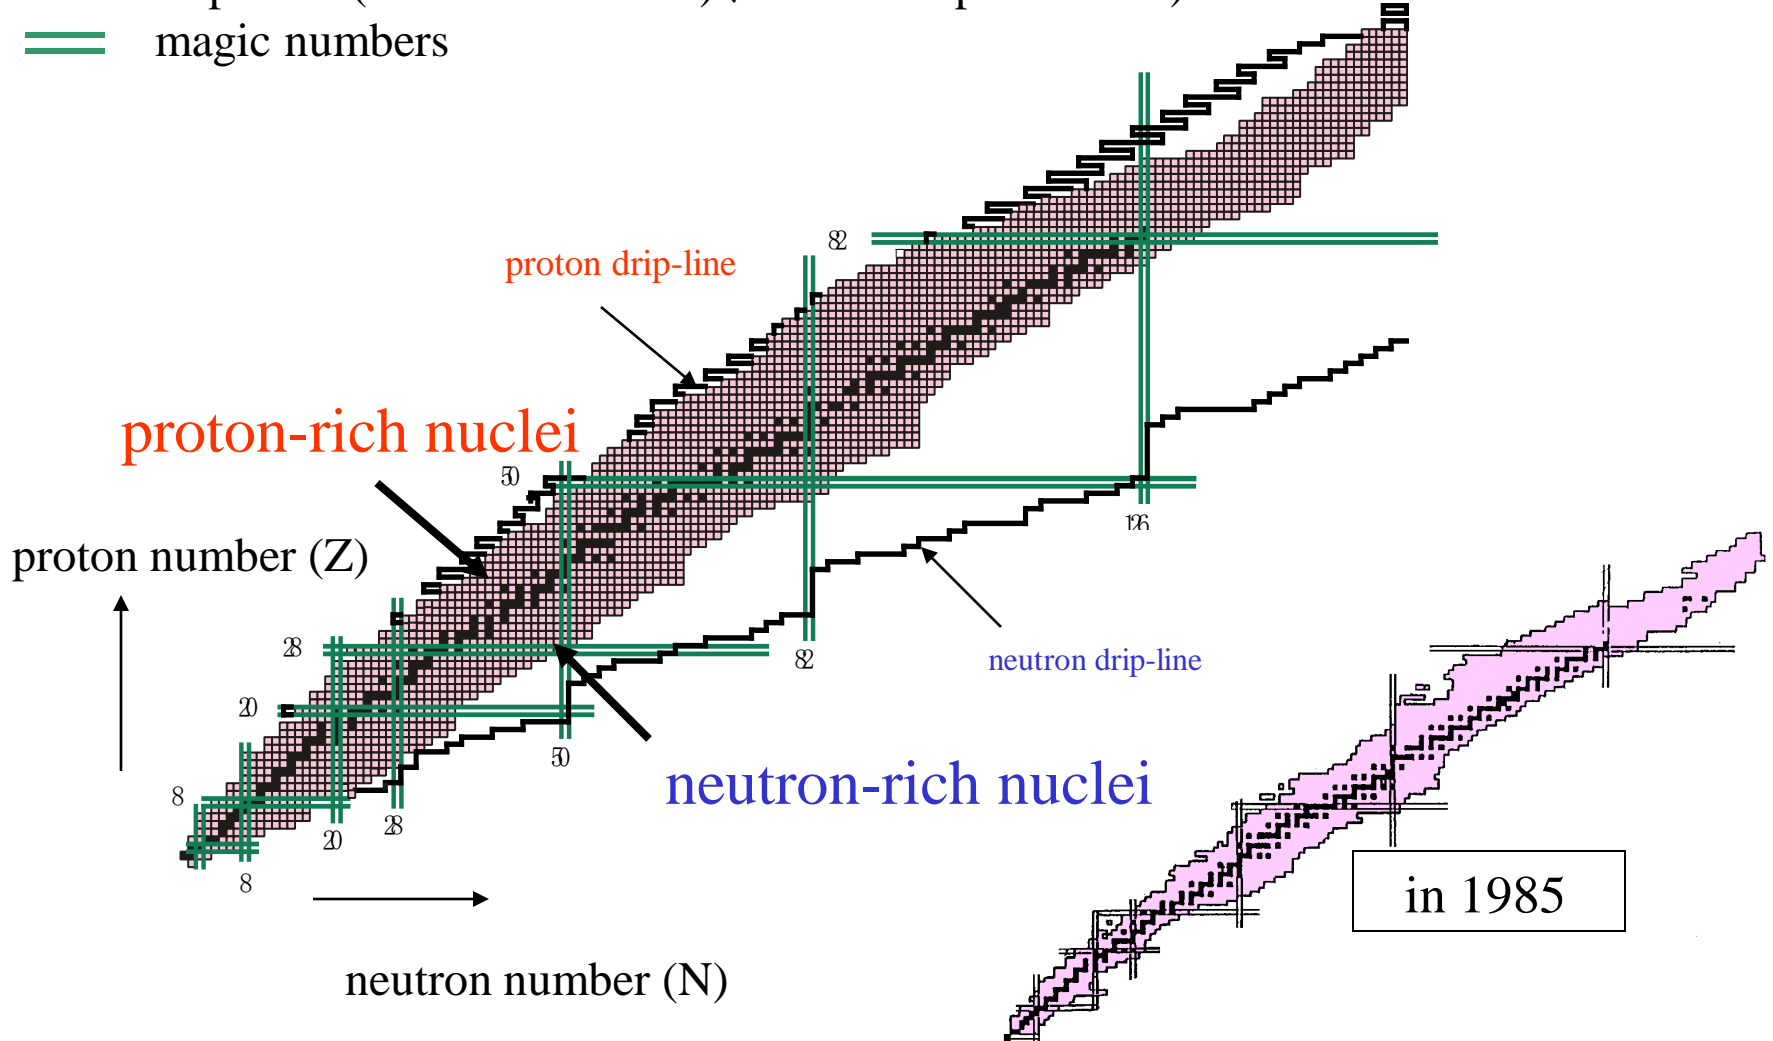 magic numbers
82
proton drip-line
proton-rich nuclei
50
126
proton number (Z)
28
82
neutron drip-line
20
50
neutron-rich nuclei
8
20
28
8
in 1985
neutron number (N)